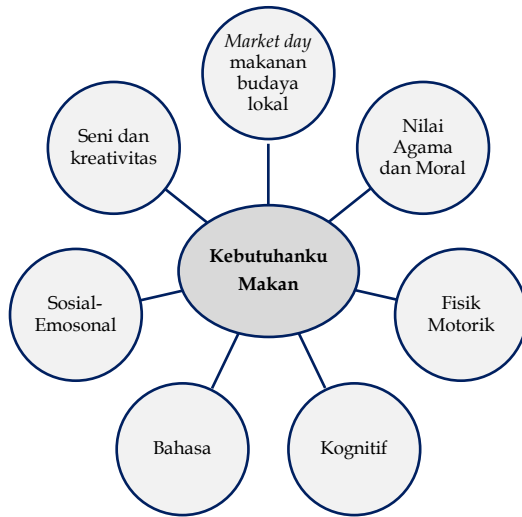 Market day
makanan
budaya
lokal
Nilai
Agama
dan Moral
Fisik
Motorik
Kognitif
Bahasa
Sosial-
Emosonal
Seni dan
kreativitas
Kebutuhanku
Makan